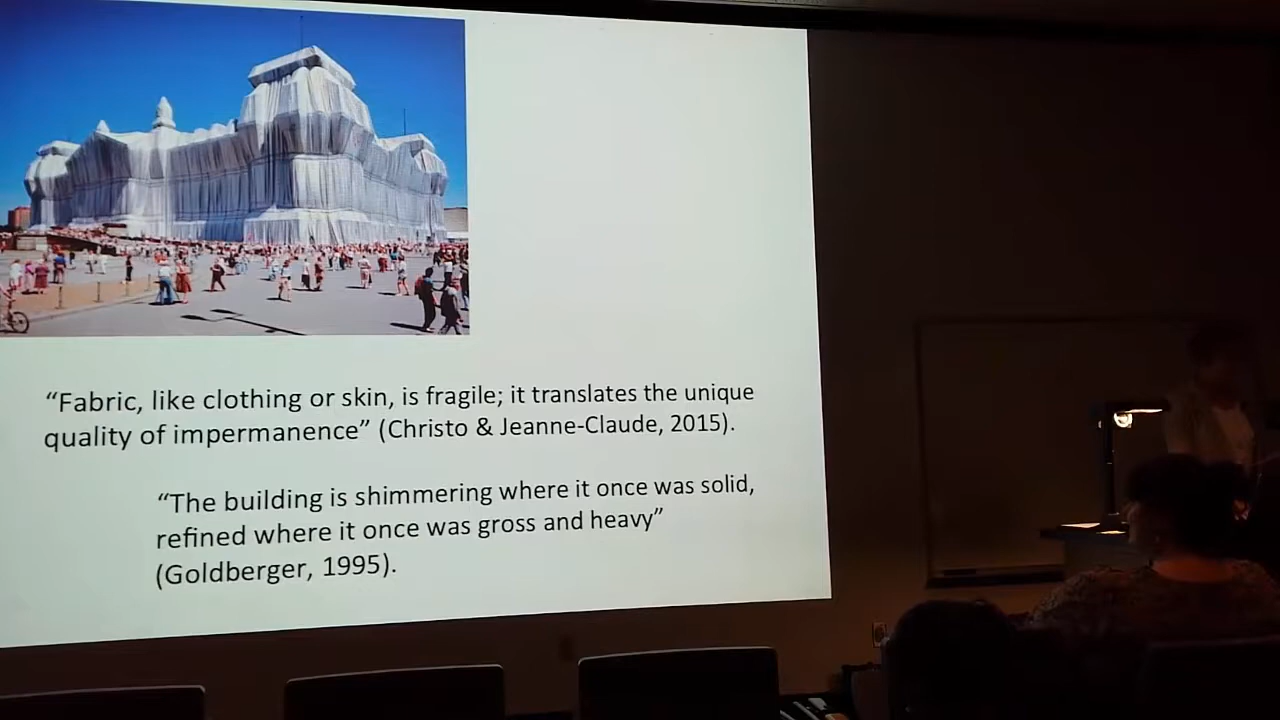 “Fabric, like clothing or skin, is fragile; it translates the unique
quality of impermanence” (Christo & Jeanne-Claude, 2015).
“The building is shimmering where it once was solid,
refined where it once was gross and heavy”
(Goldberger, 1995).